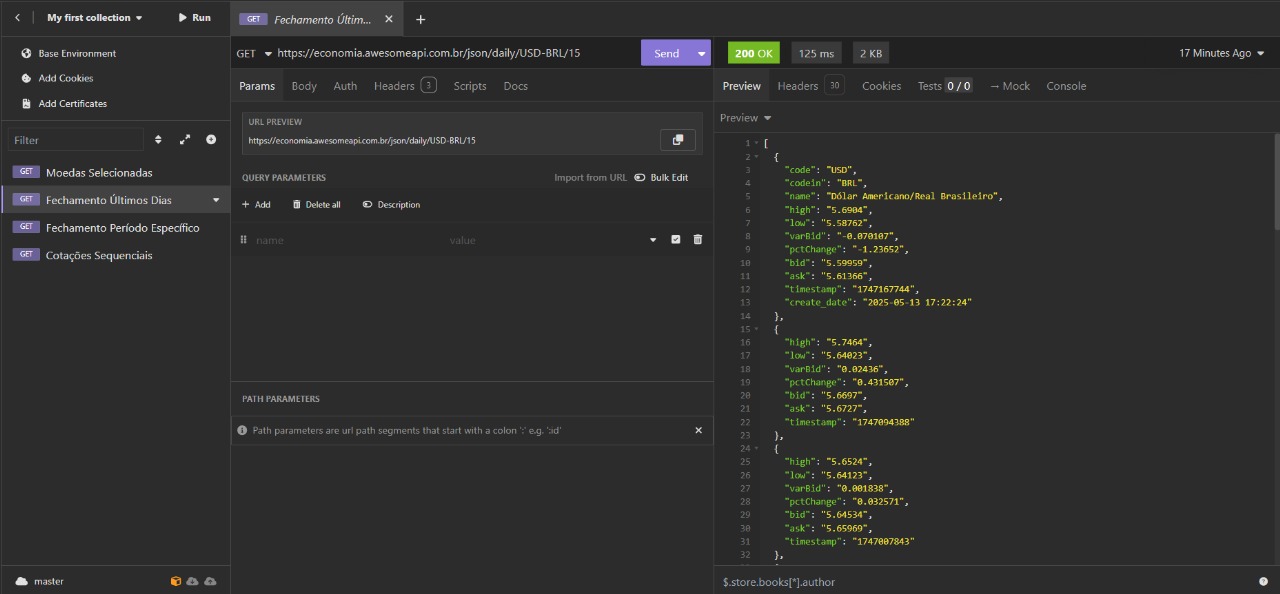 My first collection
Run
Base Environment
Add Cookies
Add Certificates
Filter
GET Moedas Selecionadas
GET Fechamento Últimos Dias
GET Fechamento Período Específico
GET Cotações Sequenciais
master
GET Fechamento Últim...
GET https://economia.awesomeapi.com.br/json/daily/USD-BRL/15
Send
Params Body Auth Headers 3 Scripts Docs
URL PREVIEW
https://economia.awesomeapi.com.br/json/daily/USD-BRL/15
QUERY PARAMETERS
Import from URL Bulk Edit
Add Delete all Description
name value
PATH PARAMETERS
Path parameters are url path segments that start with a colon ':' e.g. ':id'
200 OK 125 ms 2 KB 17 Minutes Ago
Preview Headers 30 Cookies Tests 0 / 0 → Mock Console
Preview
1 [
2 {
3 "code": "USD",
4 "codein": "BRL",
5 "name": "Dólar Americano/Real Brasileiro",
6 "high": "5.6904",
7 "low": "5.58762",
8 "varBid": "-0.070107",
9 "pctChange": "-1.23652",
10 "bid": "5.59959",
11 "ask": "5.61366",
12 "timestamp": "1747167744",
13 "create_date": "2025-05-13 17:22:24"
14 },
15 {
16 "high": "5.7464",
17 "low": "5.64023",
18 "varBid": "0.02436",
19 "pctChange": "0.431507",
20 "bid": "5.6697",
21 "ask": "5.6727",
22 "timestamp": "1747094388"
23 },
24 {
25 "high": "5.6524",
26 "low": "5.64123",
27 "varBid": "0.001838",
28 "pctChange": "0.032571",
29 "bid": "5.64534",
30 "ask": "5.65969",
31 "timestamp": "1747007843"
32 },
$.store.books[*].author